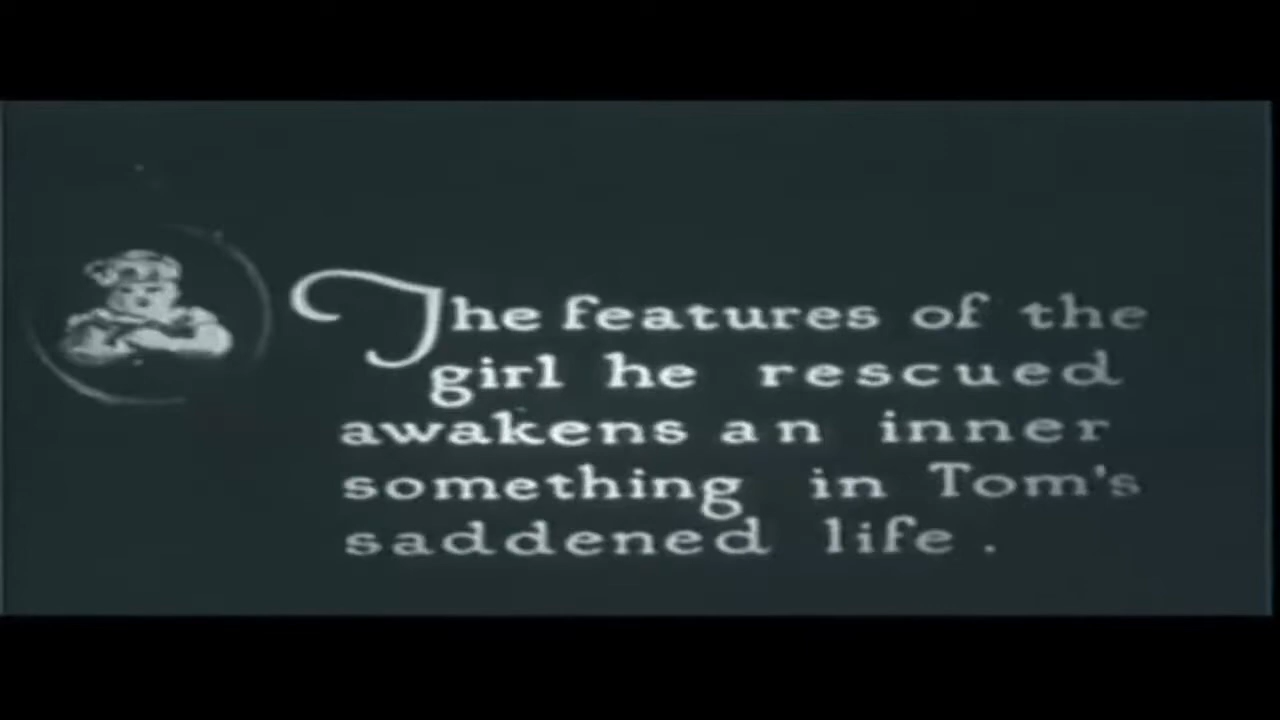 The features of the
girl he rescued
awakens an inner
something in Tom's
saddened life .